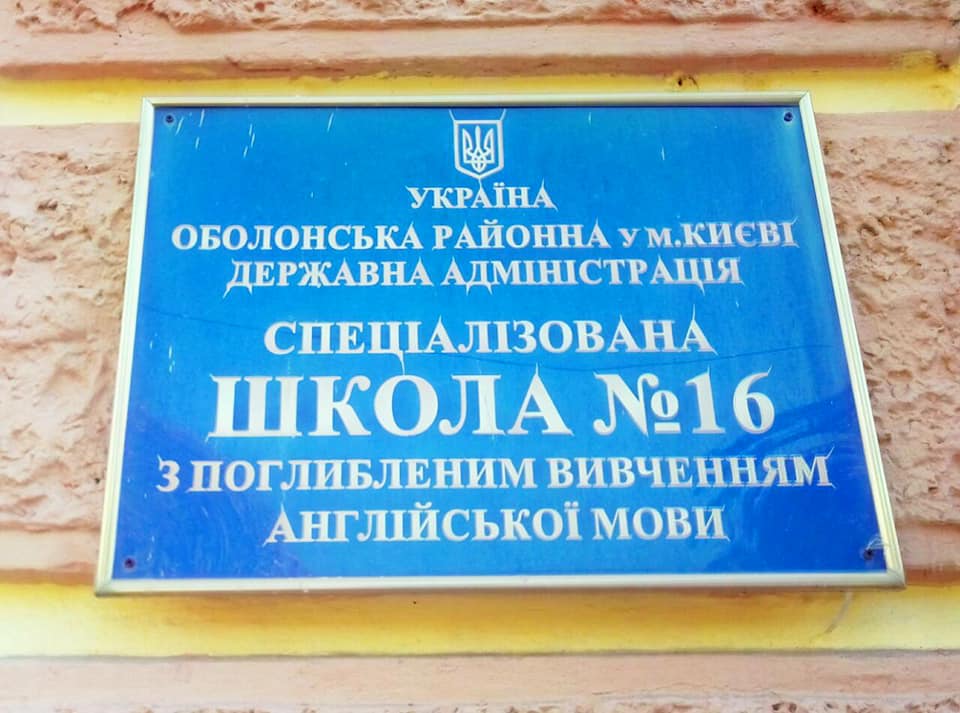 УКРАЇНА
ОБОЛОНСЬКА РАЙОННА У М.КИЄВІ
ДЕРЖАВНА АДМІНІСТРАЦІЯ
СПЕЦІАЛІЗОВАНА
ШКОЛА №16
З ПОГЛИБЛЕНИМ ВИВЧЕННЯМ
АНГЛІЙСЬКОЇ МОВИ